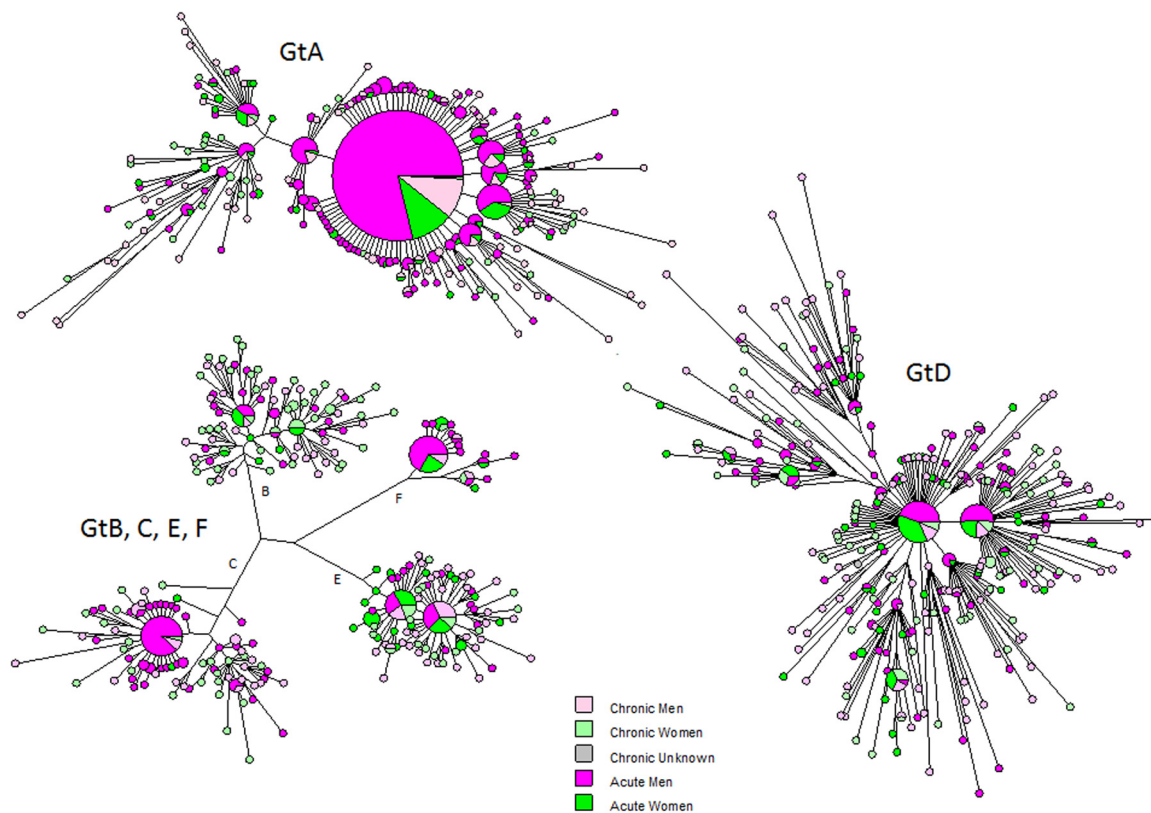 GtA
GtD
B
F
GtB, C, E, F
C
E
Chronic Men
Chronic Women
Chronic Unknown
Acute Men
Acute Women